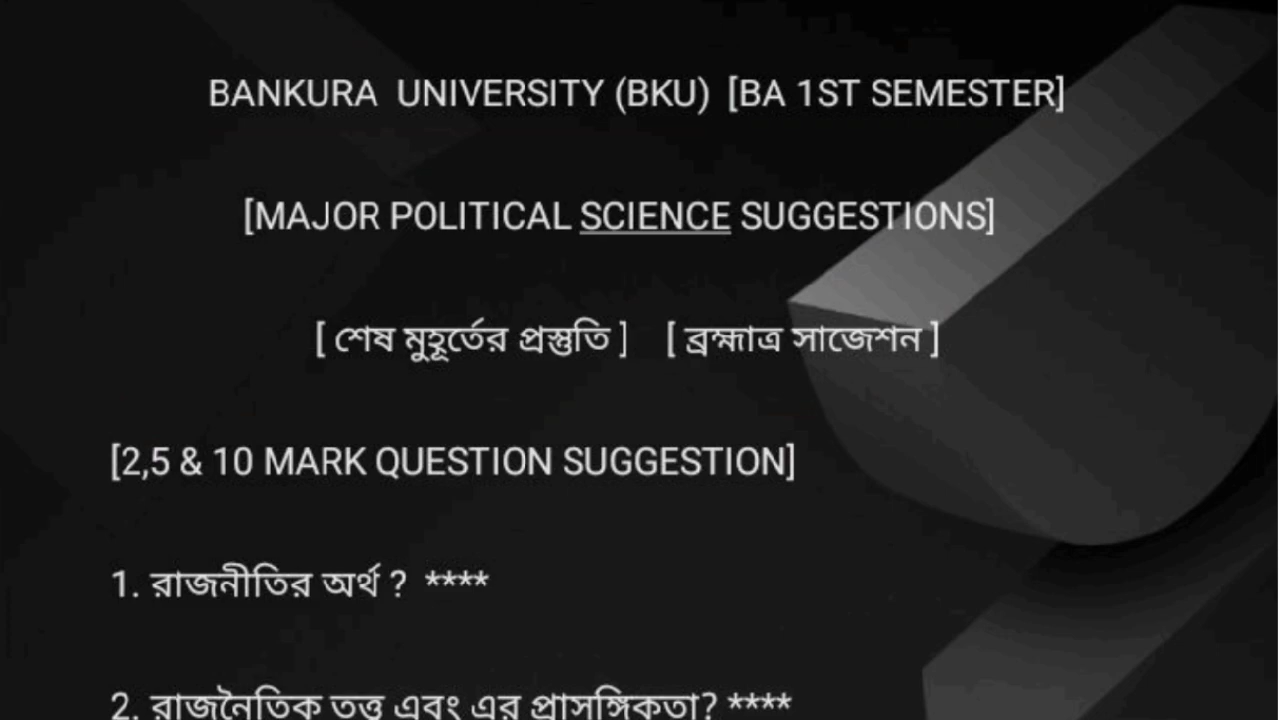 BANKURA UNIVERSITY (BKU) [BA 1ST SEMESTER]
[MAJOR POLITICAL SCIENCE SUGGESTIONS]
[ শেষ মুহূর্তের প্রস্তুতি ] [ ব্রহ্মাত্র সাজেশন ]
[2,5 & 10 MARK QUESTION SUGGESTION]
1. রাজনীতির অর্থ ? ****
2. রাজনৈতিক তত্ত্ব এবং এর প্রাসঙ্গিকতা? ****